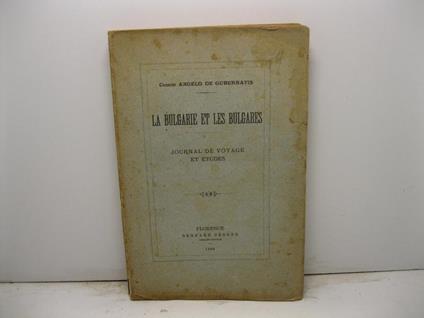 COMTE ANGELO DE GUBERNATIS
LA BULGARIE ET LES BULGARES
JOURNAL DE VOYAGE
ET ÉTUDES
FLORENCE
BERNARD SEEBER